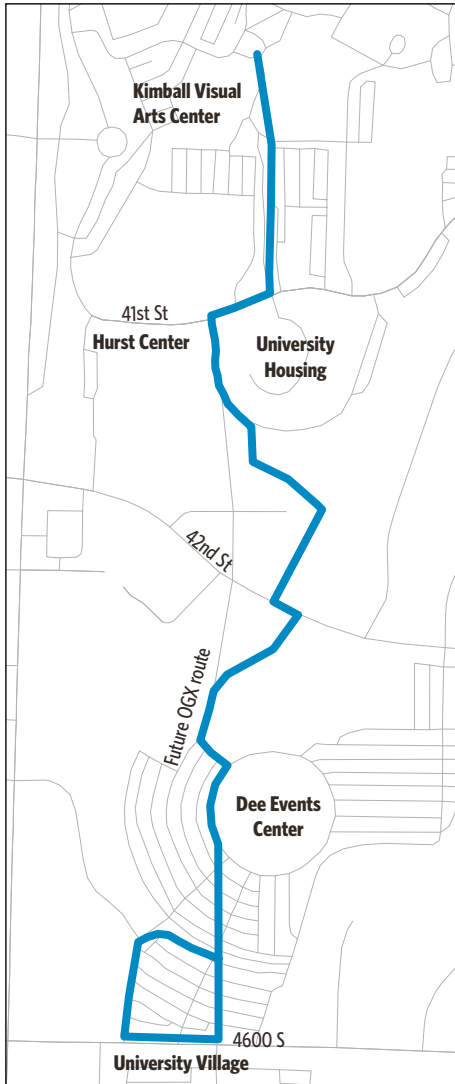 Kimball Visual
Arts Center
41st St
Hurst Center
University
Housing
42nd St
Future OGX route
Dee Events
Center
4600 S
University Village